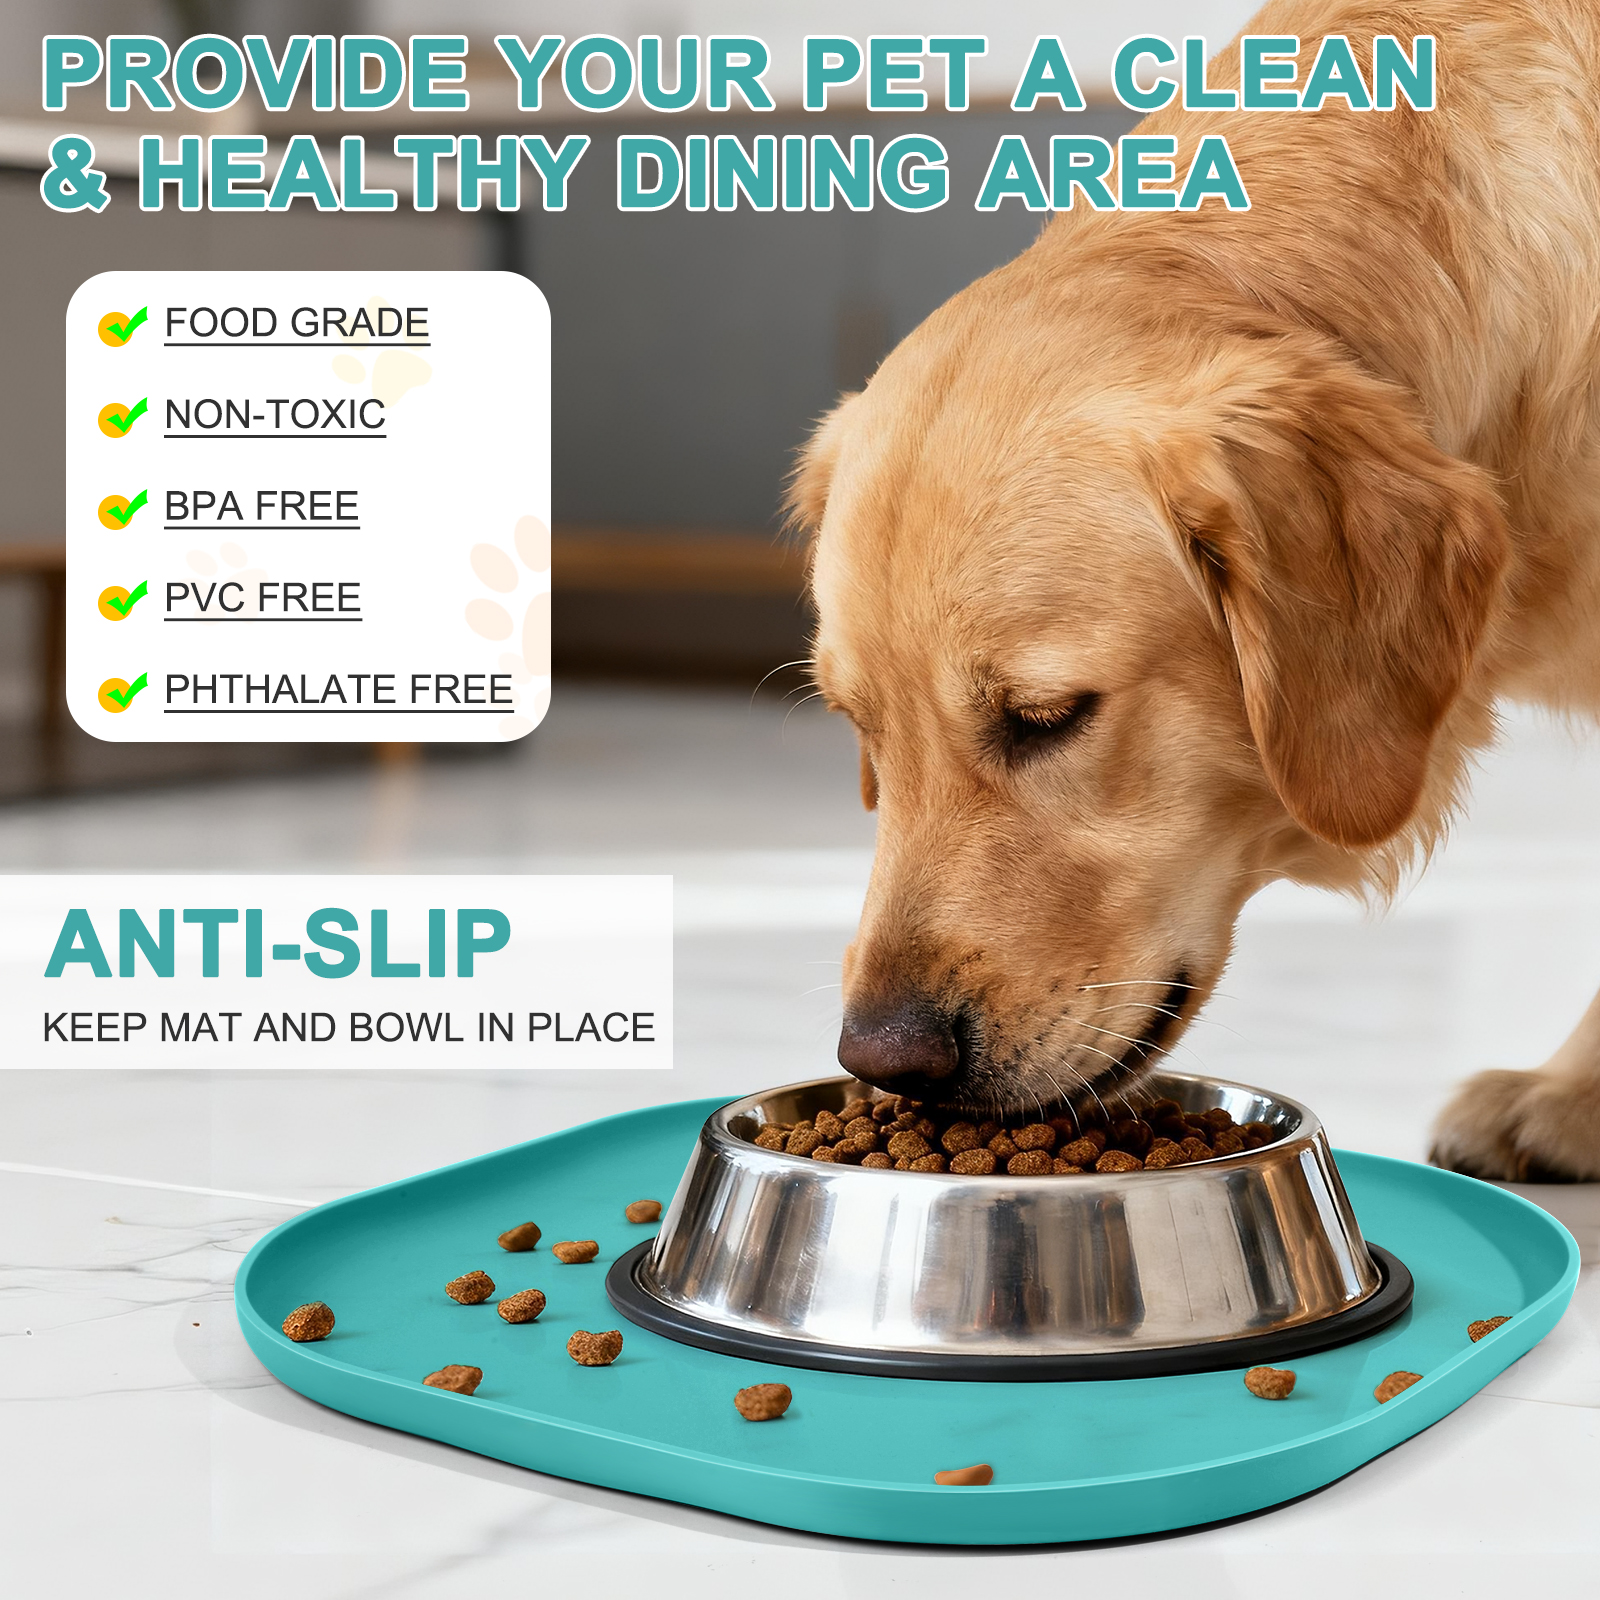 PROVIDE YOUR PET A CLEAN
& HEALTHY DINING AREA
FOOD GRADE
NON-TOXIC
BPA FREE
PVC FREE
PHTHALATE FREE
ANTI-SLIP
KEEP MAT AND BOWL IN PLACE